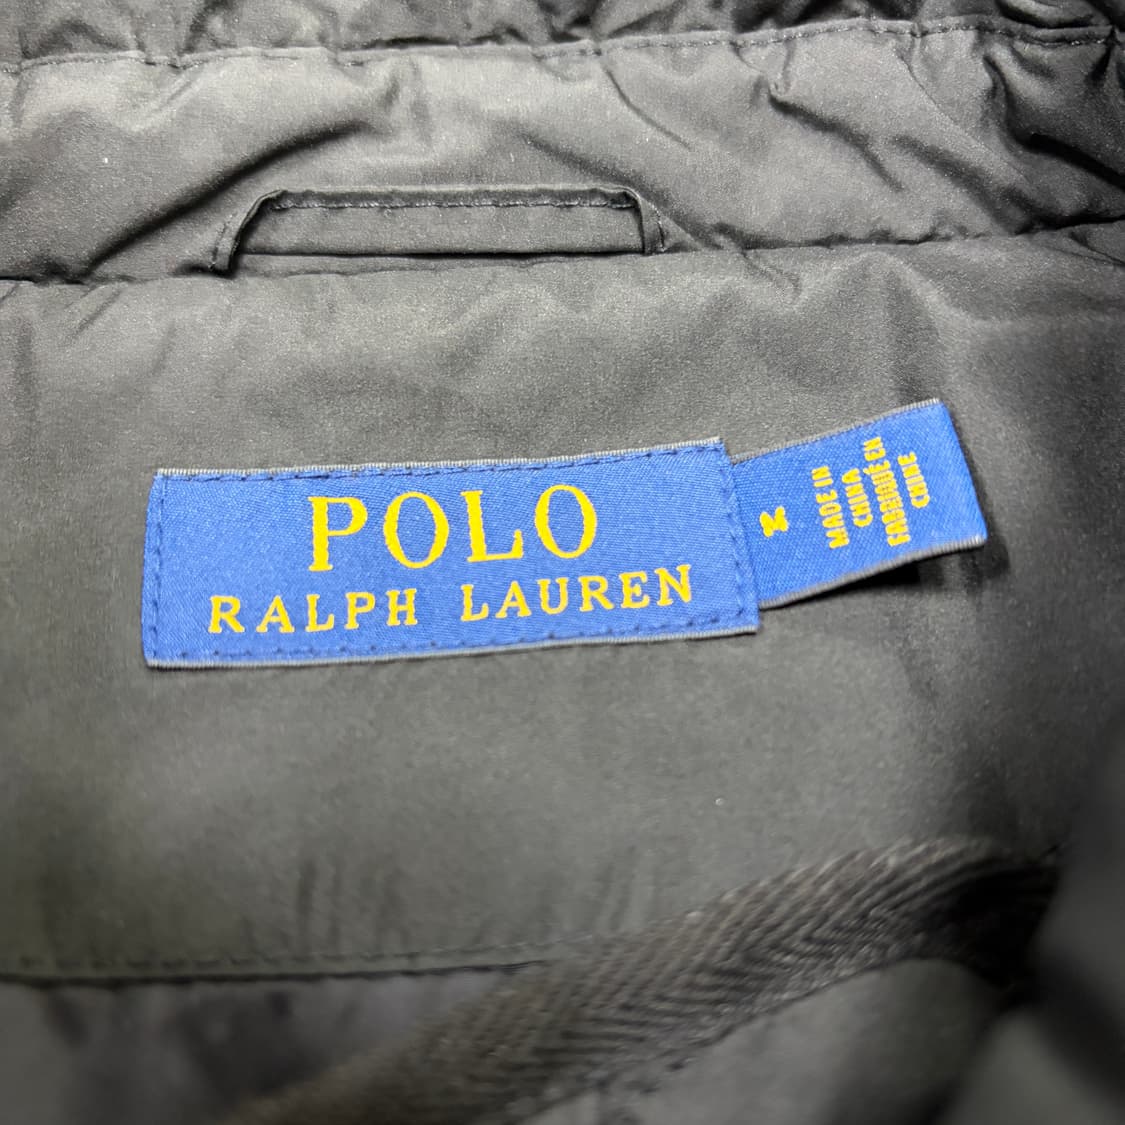 POLO
RALPH LAUREN
M
MADE IN
CHINA
FABRIQUÉ EN
CHINE